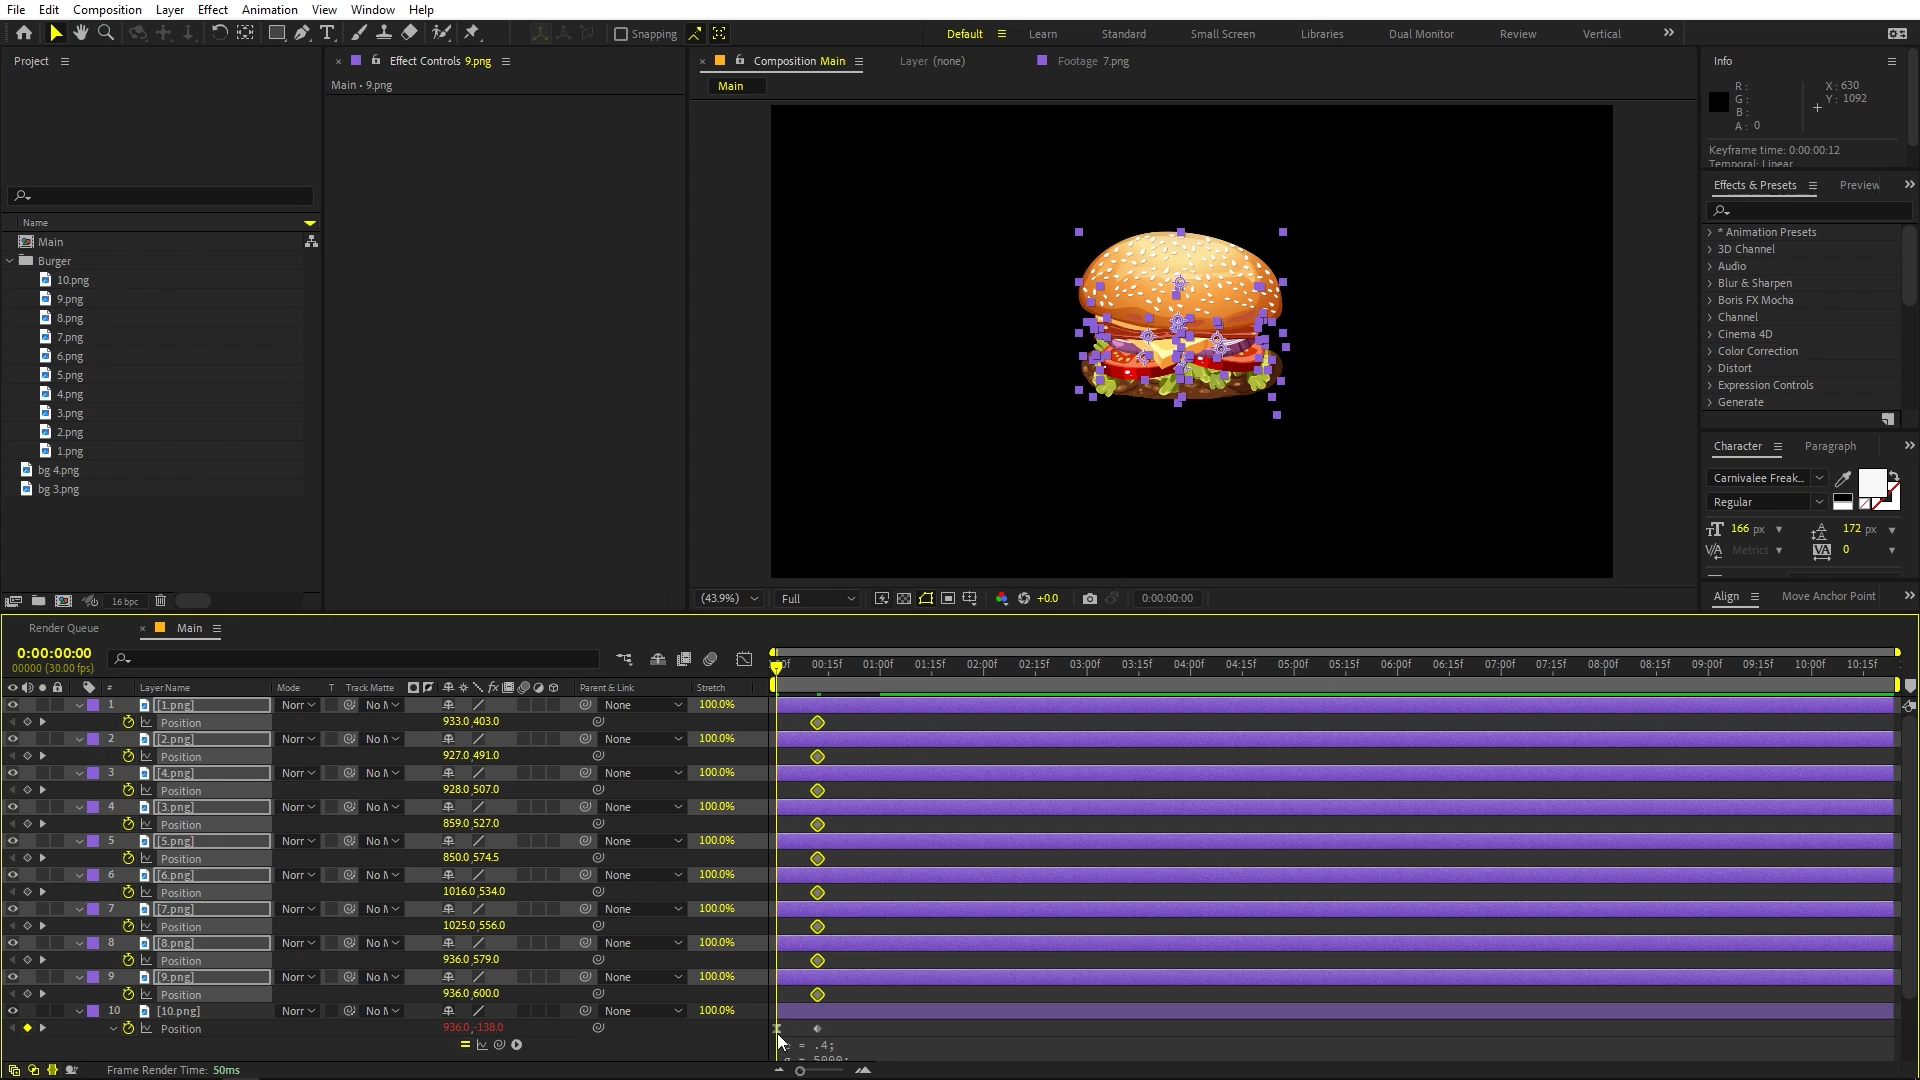 File Edit Composition Layer Effect Animation View Window Help
Snapping
Default Learn Standard Small Screen Libraries Dual Monitor Review Vertical
Project
Effect Controls 9.png
Composition Main Layer (none) Footage 7.png
Info
Main • 9.png
Main
R :
G :
B :
A : 0
X : 630
Y : 1092
Keyframe time: 0:00:00:12
Temporal: Linear
Effects & Presets Preview
Name
Main
Burger
10.png
9.png
8.png
7.png
6.png
5.png
4.png
3.png
2.png
1.png
bg 4.png
bg 3.png
* Animation Presets
3D Channel
Audio
Blur & Sharpen
Boris FX Mocha
Channel
Cinema 4D
Color Correction
Distort
Expression Controls
Generate
Character Paragraph
Carnivalee Freak...
Regular
166 px 172 px
Metrics 0
16 bpc
(43.9%) Full +0.0 0:00:00:00
Align Move Anchor Point
Render Queue Main
0:00:00:00
00000 (30.00 fps)
00f 00:15f 01:00f 01:15f 02:00f 02:15f 03:00f 03:15f 04:00f 04:15f 05:00f 05:15f 06:00f 06:15f 07:00f 07:15f 08:00f 08:15f 09:00f 09:15f 10:00f 10:15f
# Layer Name Mode T Track Matte fx Parent & Link Stretch
1 [1.png] Norr No M None 100.0%
Position 933.0,403.0
2 [2.png] Norr No M None 100.0%
Position 927.0,491.0
3 [4.png] Norr No M None 100.0%
Position 928.0,507.0
4 [3.png] Norr No M None 100.0%
Position 859.0,527.0
5 [5.png] Norr No M None 100.0%
Position 850.0,574.5
6 [6.png] Norr No M None 100.0%
Position 1016.0,534.0
7 [7.png] Norr No M None 100.0%
Position 1025.0,556.0
8 [8.png] Norr No M None 100.0%
Position 936.0,579.0
9 [9.png] Norr No M None 100.0%
Position 936.0,600.0
10 [10.png] Norr No M None 100.0%
Position 936.0,-138.0
= .4;
= 5000;
Frame Render Time: 50ms